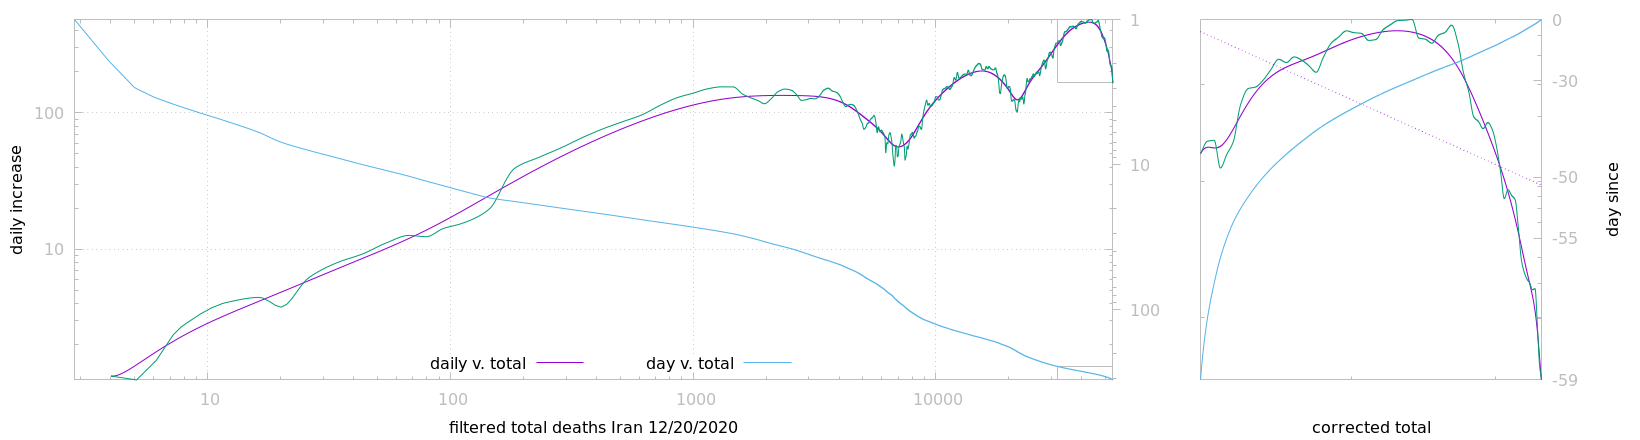 1
0
-30
100
10
-50
daily increase
day since
10
-55
100
daily v. total
day v. total
-59
10
100
1000
10000
filtered total deaths Iran 12/20/2020
corrected total